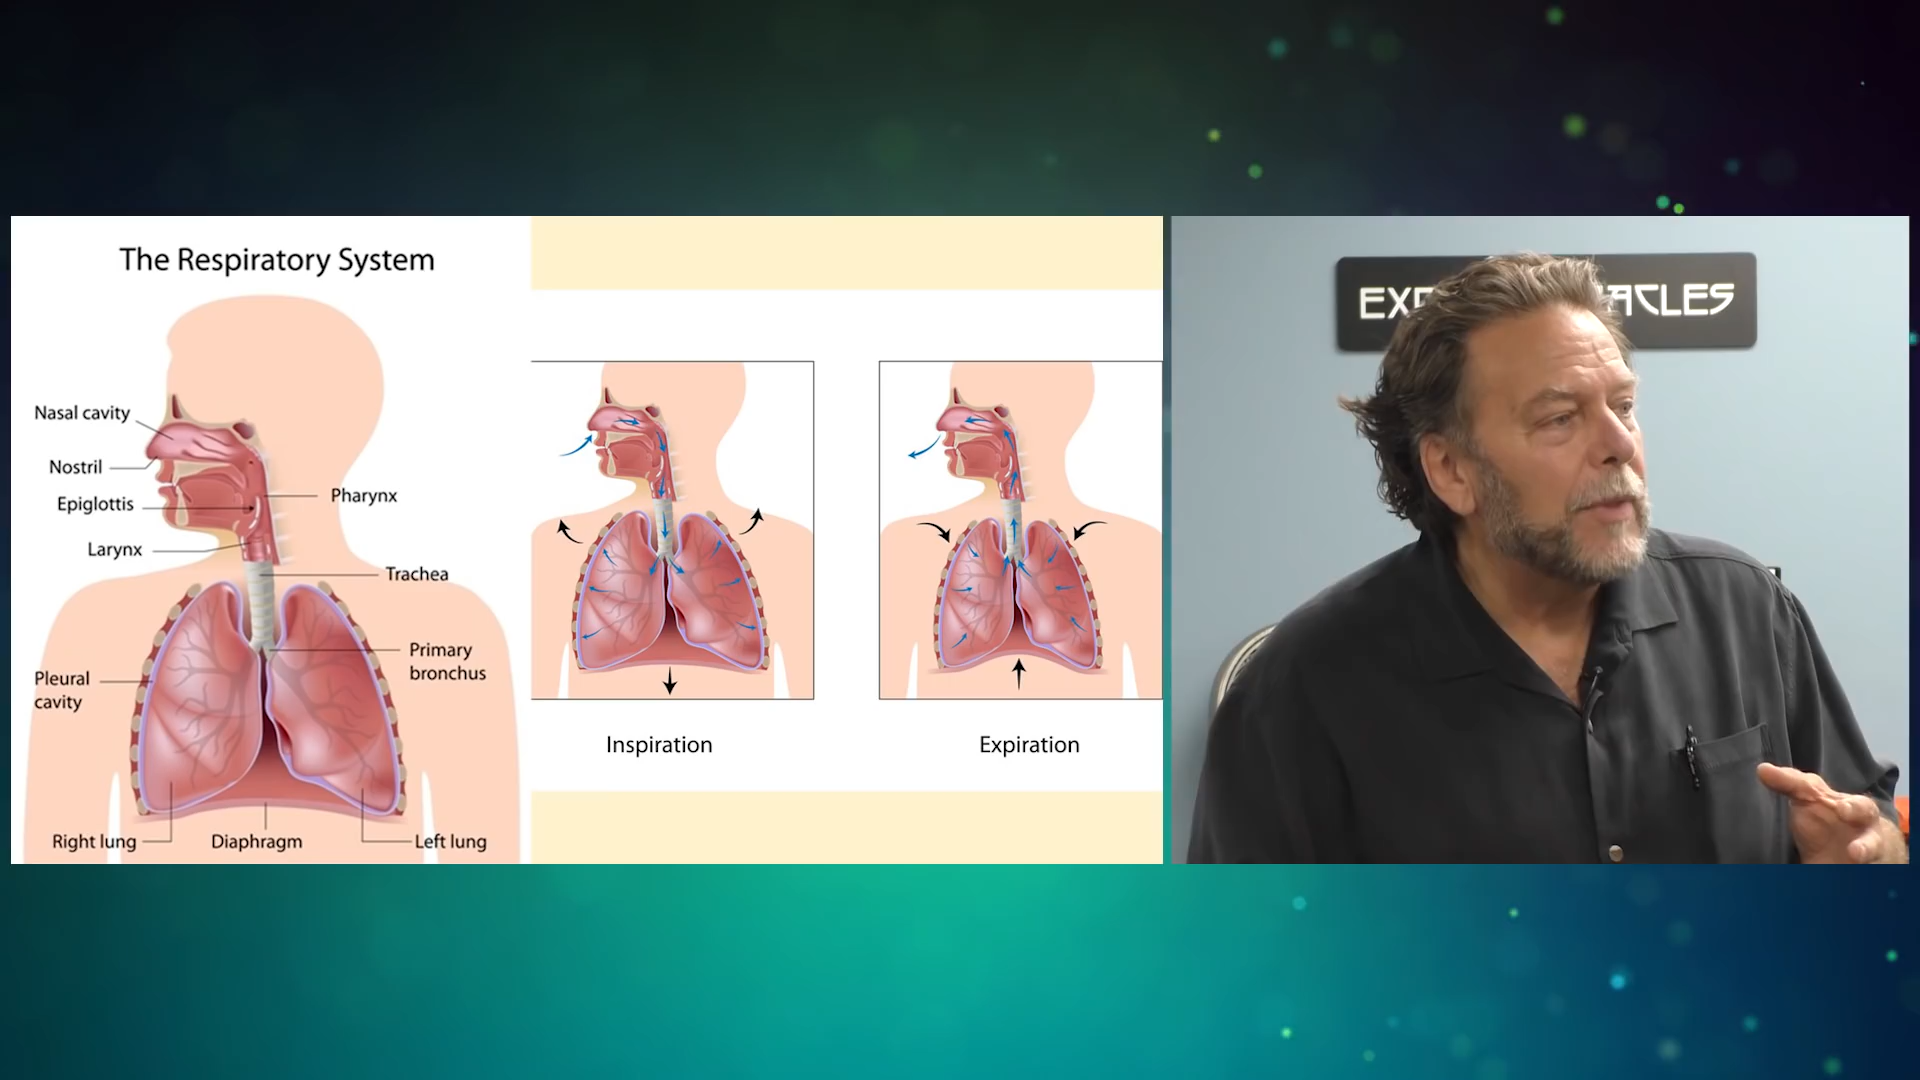 The Respiratory System
Nasal cavity
Nostril
Epiglottis
Larynx
Pharynx
Trachea
Primary
bronchus
Pleural
cavity
Right lung
Diaphragm
Left lung
Inspiration
Expiration